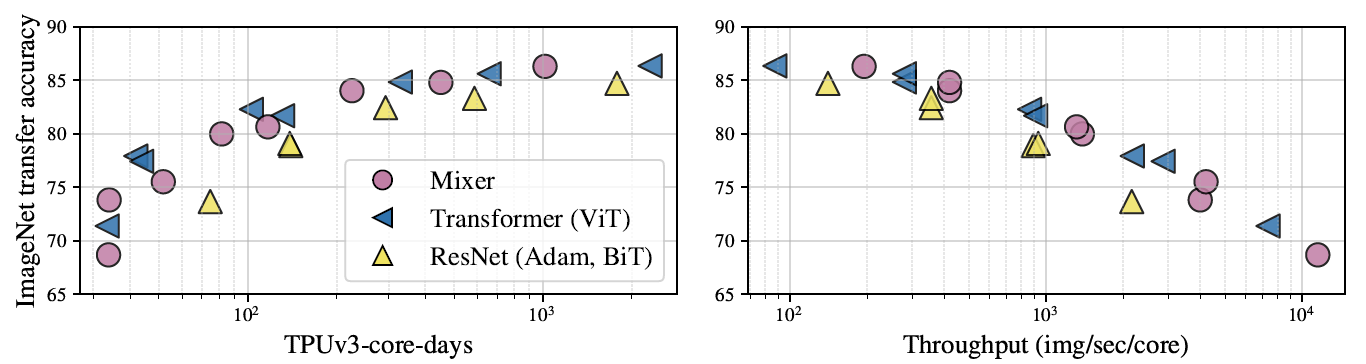 ImageNet transfer accuracy
90
85
80
75
70
65
10²
10³
TPUv3-core-days
Mixer
Transformer (ViT)
ResNet (Adam, BiT)
90
85
80
75
70
65
10²
10³
10⁴
Throughput (img/sec/core)